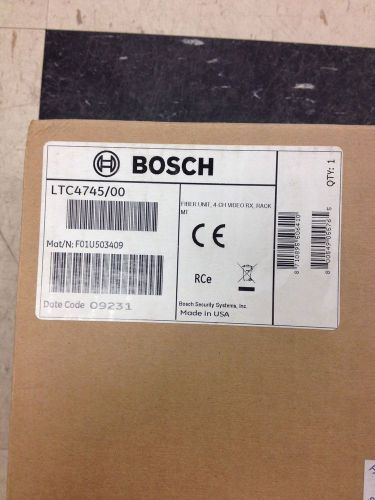 BOSCH
LTC4745/00
Mat/N: F01U503409
Date Code 09231
FIBER UNIT, 4-CH VIDEO RX, RACK
MT
CE
RCe
Bosch Security Systems, Inc.
Made in USA
QTY: 1